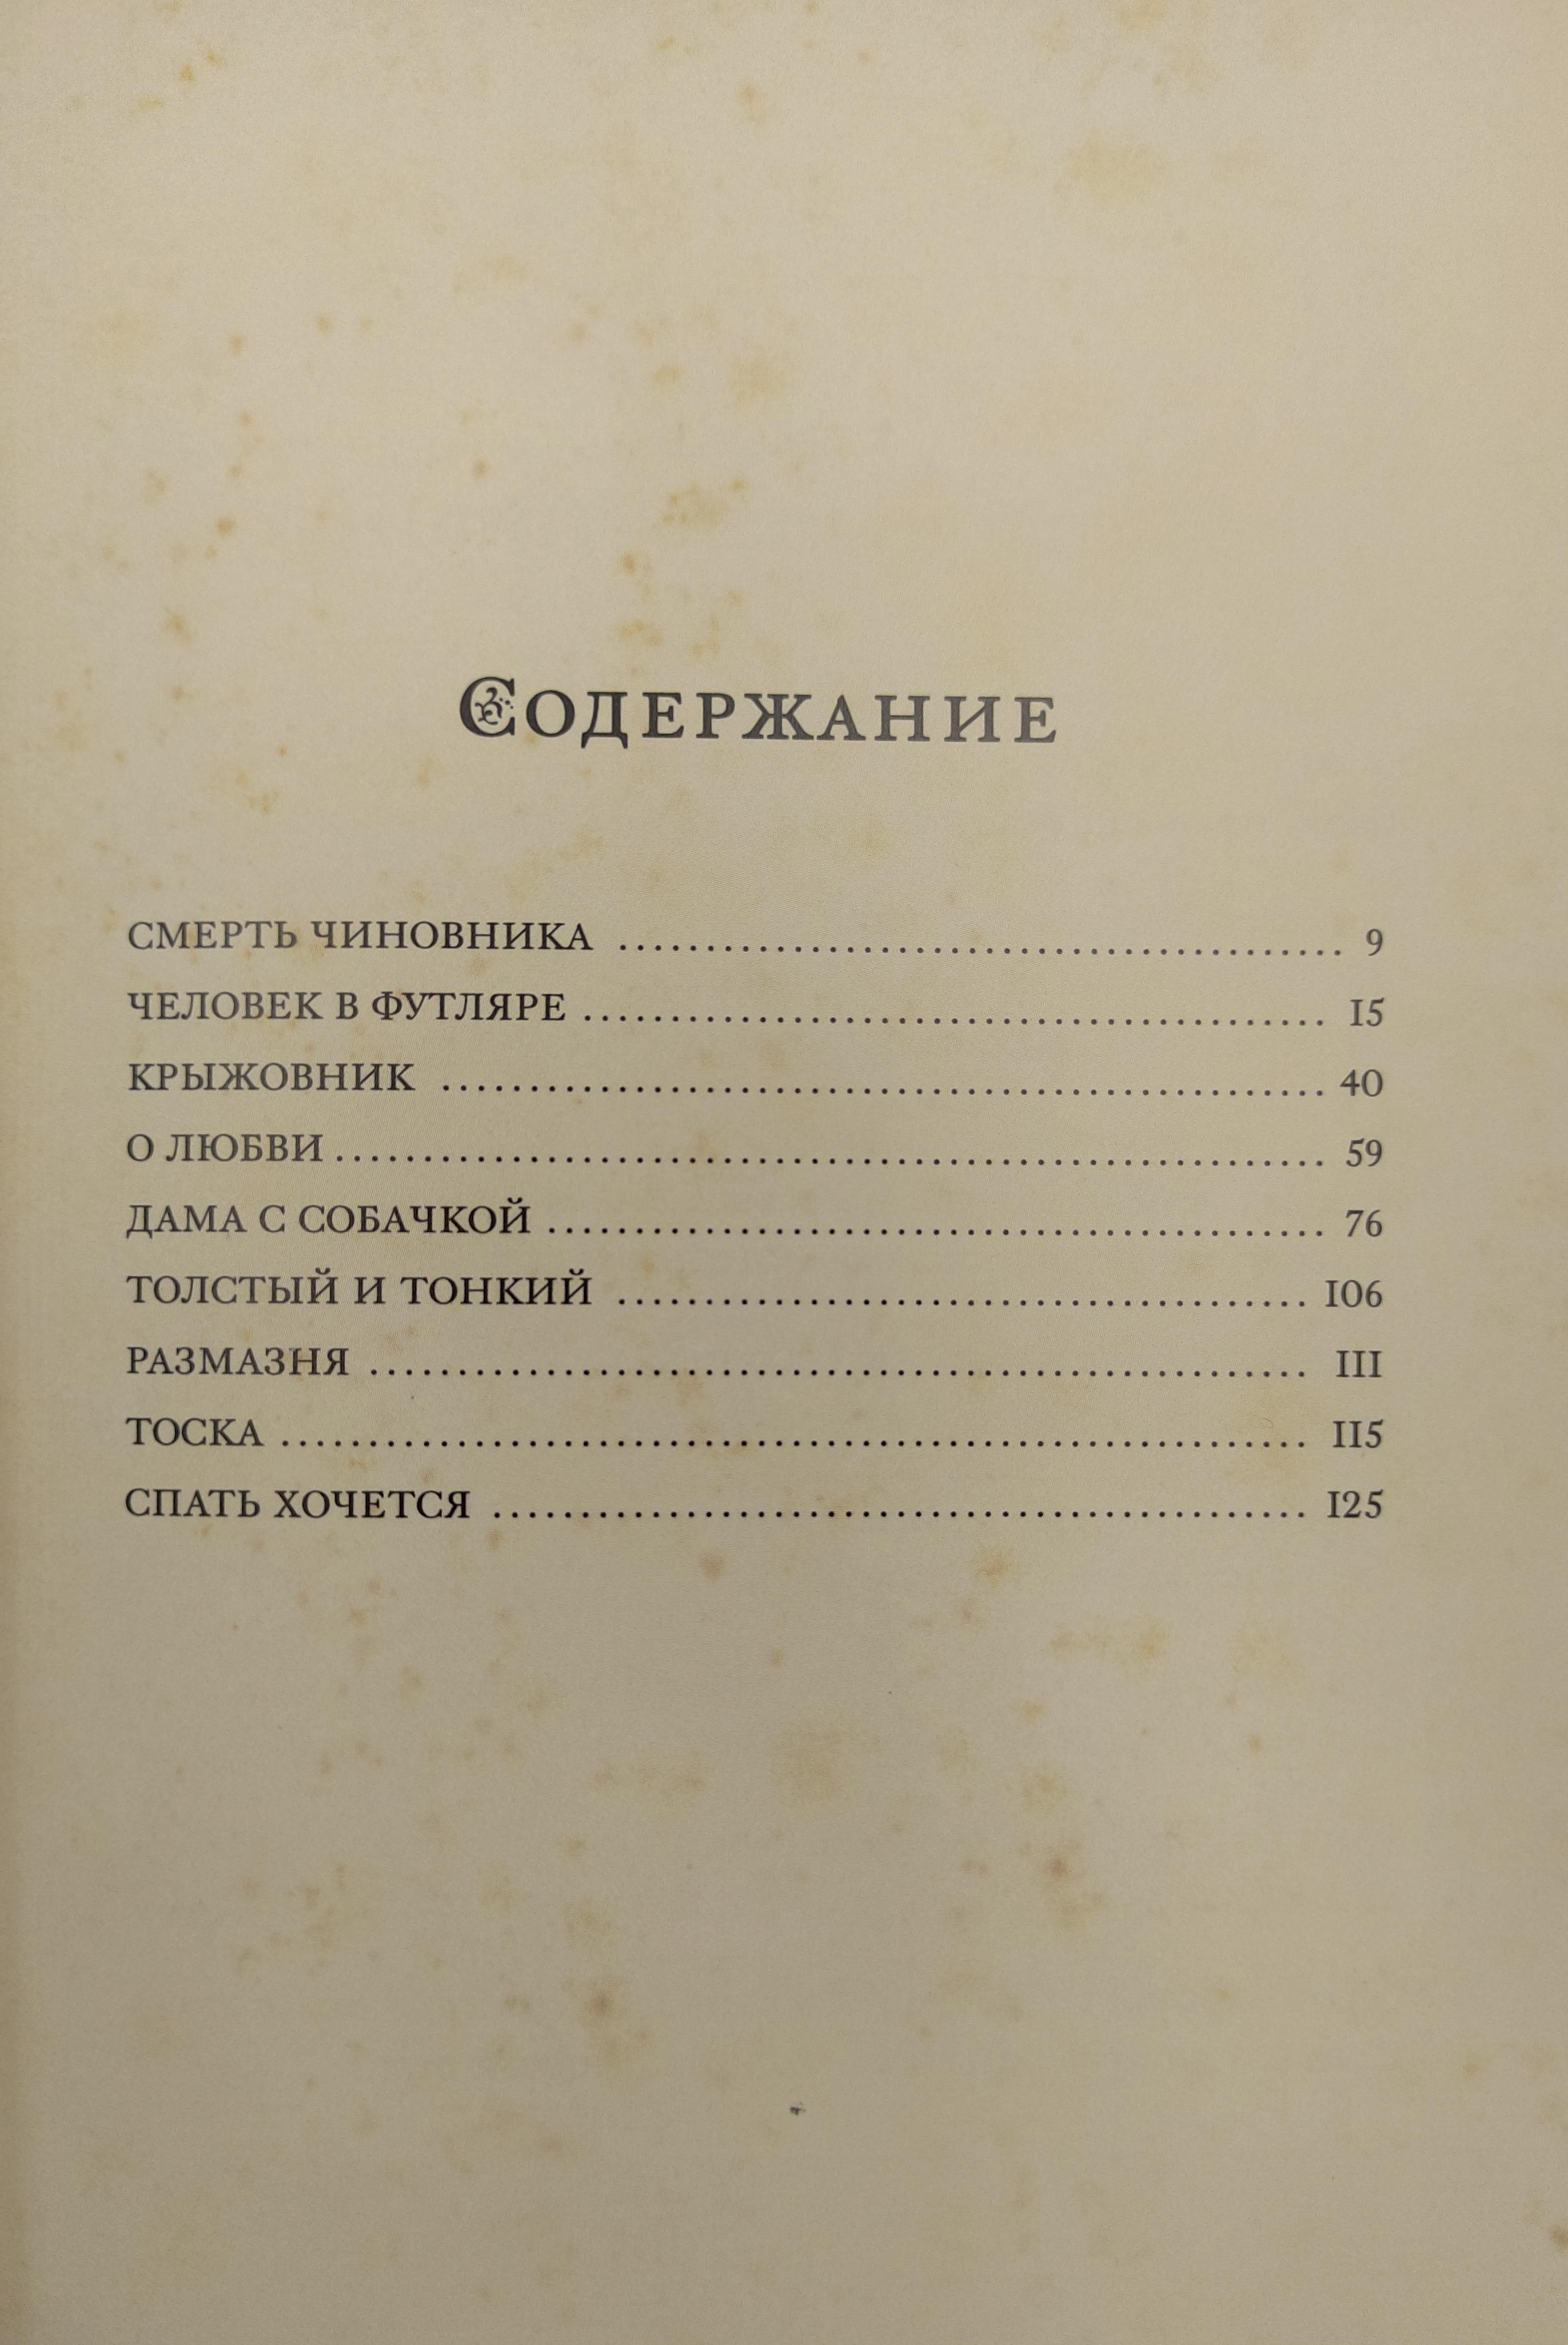 Содержание
СМЕРТЬ ЧИНОВНИКА ........................................ 9
ЧЕЛОВЕК В ФУТЛЯРЕ ........................................ 15
КРЫЖОВНИК ........................................ 40
О ЛЮБВИ ........................................ 59
ДАМА С СОБАЧКОЙ ........................................ 76
ТОЛСТЫЙ И ТОНКИЙ ........................................ 106
РАЗМАЗНЯ ........................................ 111
ТОСКА ........................................ 115
СПАТЬ ХОЧЕТСЯ ........................................ 125